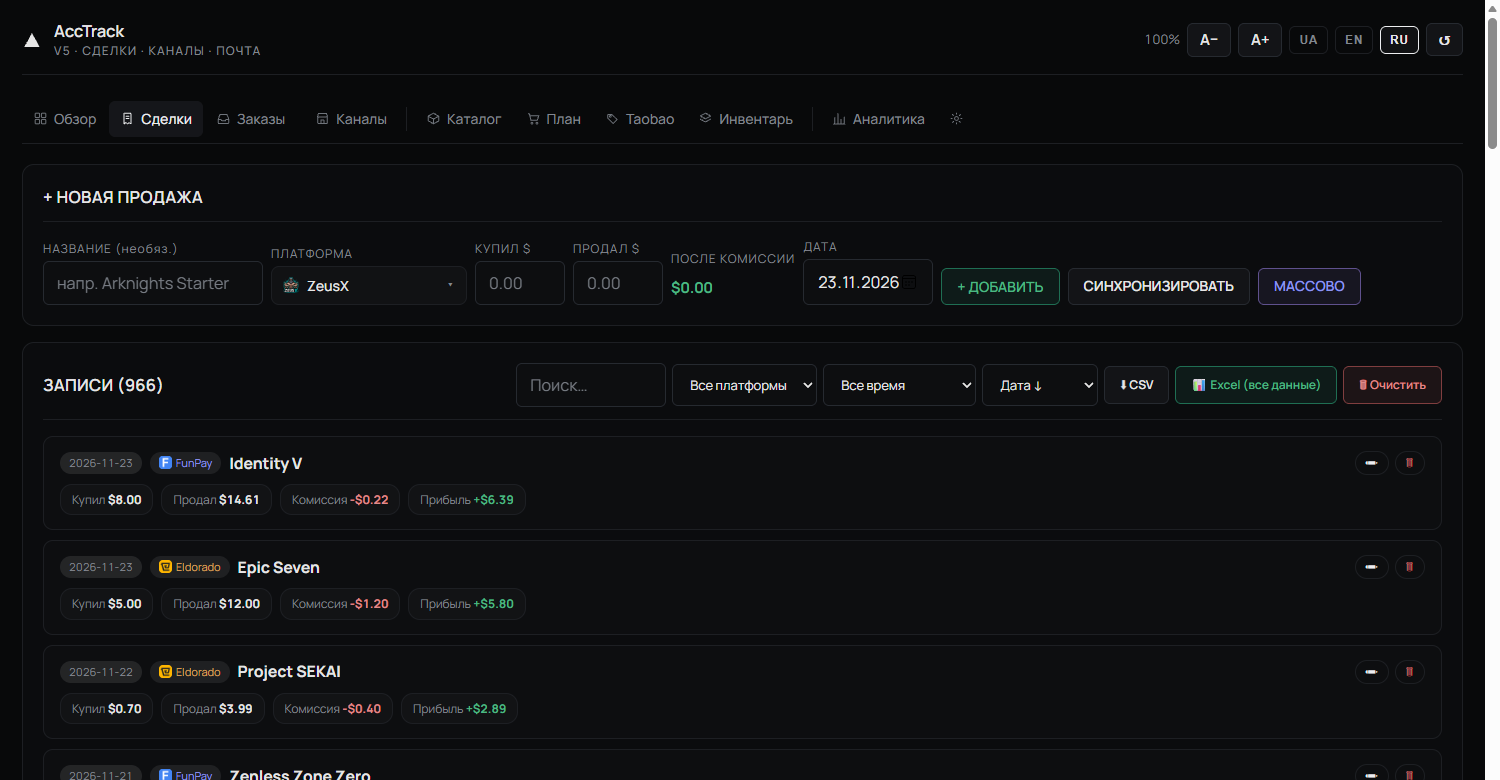 AccTrack
V5 · СДЕЛКИ · КАНАЛЫ · ПОЧТА
100% A− A+ UA EN RU ↺
Обзор Сделки Заказы Каналы Каталог План Taobao Инвентарь Аналитика
+ НОВАЯ ПРОДАЖА
НАЗВАНИЕ (необяз.) ПЛАТФОРМА КУПИЛ $ ПРОДАЛ $ ПОСЛЕ КОМИССИИ ДАТА
напр. Arknights Starter ZeusX 0.00 0.00 $0.00 23.11.2026 + ДОБАВИТЬ СИНХРОНИЗИРОВАТЬ МАССОВО
ЗАПИСИ (966) Поиск... Все платформы Все время Дата ↓ ⬇CSV Excel (все данные) Очистить
2026-11-23 FunPay Identity V
Купил $8.00 Продал $14.61 Комиссия -$0.22 Прибыль +$6.39
2026-11-23 Eldorado Epic Seven
Купил $5.00 Продал $12.00 Комиссия -$1.20 Прибыль +$5.80
2026-11-22 Eldorado Project SEKAI
Купил $0.70 Продал $3.99 Комиссия -$0.40 Прибыль +$2.89
2026-11-21 FunPay Zenless Zone Zero